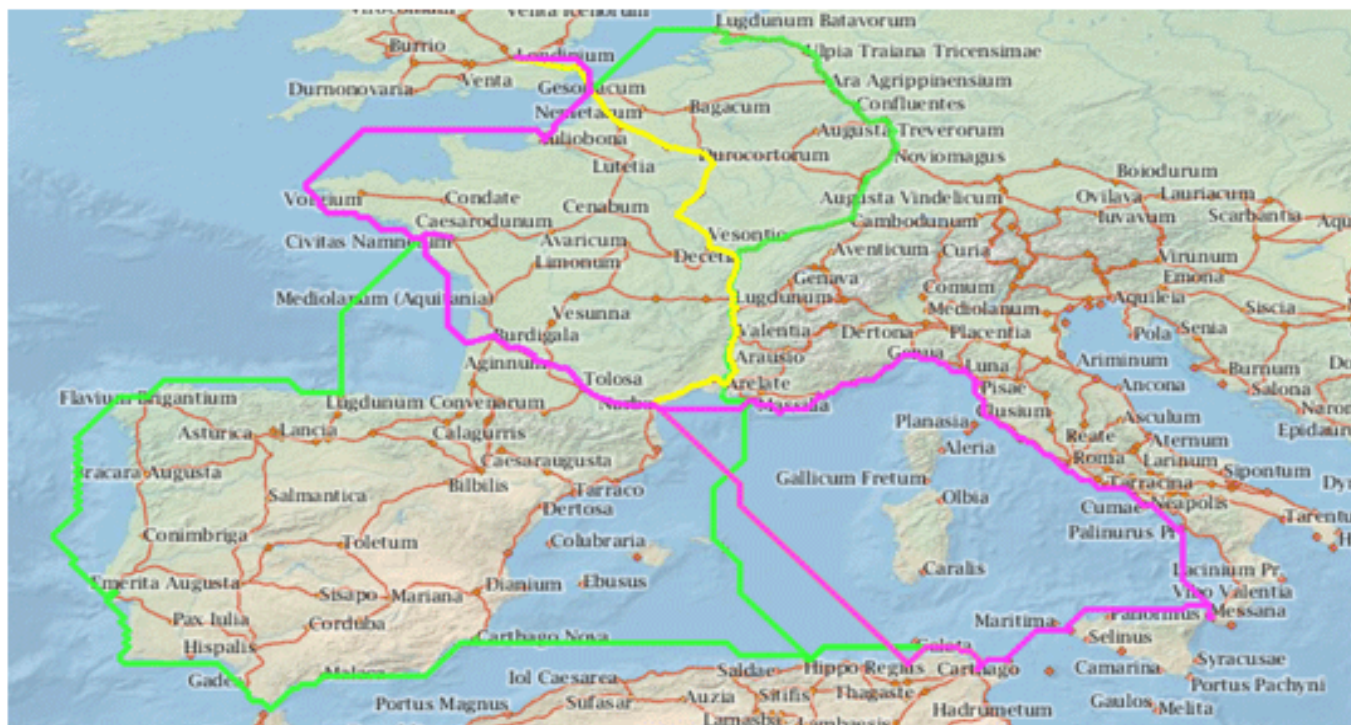 Lugdunum Batavorum
Burrio
Londinium
Ulpia Traiana Tricensimae
Venta
Ara Agrippinensium
Durnonovaria
Gesoriacum
Bagacum
Confluentes
Nemetacum
Juliobona
Augusta Treverorum
Durocortorum
Noviomagus
Lutetia
Boiodurum
Condate
Cenabum
Augusta Vindelicum
Ovilava
Lauriacum
Caesarodunum
Cambodunum
Iuvavum
Scarbantia
Civitas Namnetum
Avaricum
Vesontio
Aventicum
Curia
Virunum
Limonum
Genava
Emona
Mediolanum (Aquitania)
Lugdunum
Comum
Aquileia
Siscia
Vesunna
Mediolanum
Burdigala
Valentia
Dertona
Placentia
Pola
Senia
Aginnum
Arausio
Genua
Luna
Ariminum
Burnum
Tolosa
Arelate
Pisae
Ancona
Salona
Flavium Brigantium
Lugdunum Convenarum
Narbo
Massilia
Planasia
Clusium
Asculum
Asturica
Lancia
Calagurris
Aleria
Reate
Aternum
Bracara Augusta
Caesaraugusta
Gallicum Fretum
Roma
Larinum
Sipontum
Salmantica
Bilbilis
Tarraco
Olbia
Tarracina
Dertosa
Cumae
Neapolis
Conimbriga
Toletum
Colubraria
Palinurus Pr
Emerita Augusta
Dianium
Ebusus
Caralis
Lacinium Pr.
Sisapo
Mariana
Vibo Valentia
Pax Iulia
Corduba
Maritima
Panormus
Messana
Hispalis
Carthago Nova
Galata
Selinus
Gades
Malaca
Saldae
Hippo Regius
Carthago
Camarina
Syracusae
Iol Caesarea
Portus Magnus
Sufasar
Auzia
Sitifis
Thagaste
Hadrumetum
Gaulos
Melita
Portus Pachyni